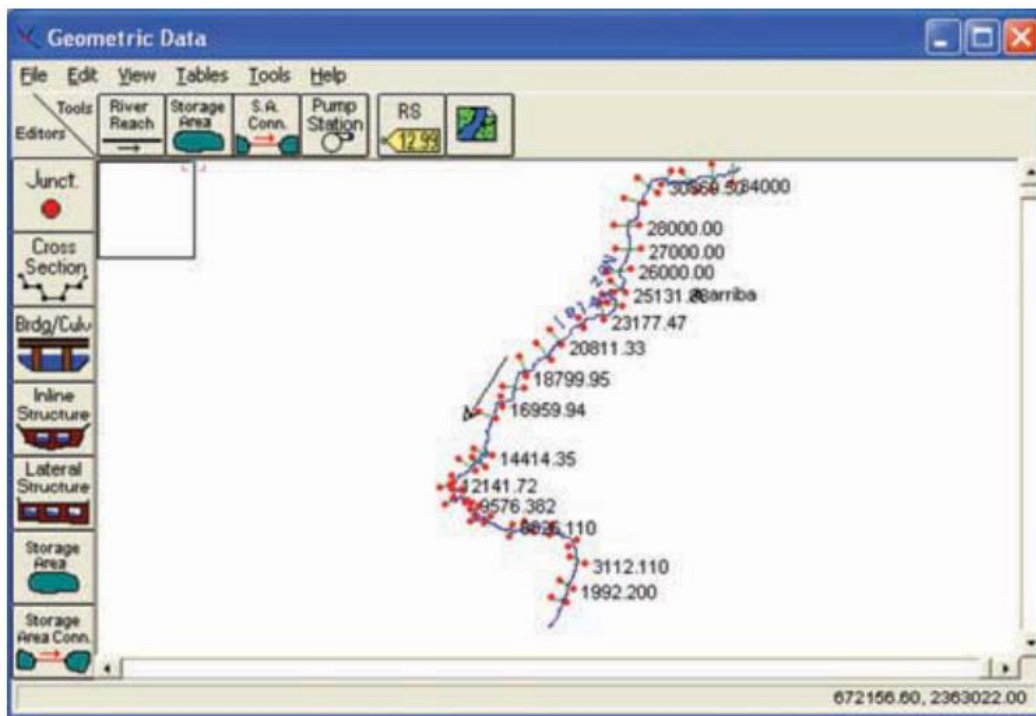 Geometric Data
File Edit View Tables Tools Help
Tools
Editors
River Reach
Storage Area
S.A. Conn.
Pump Station
RS
12.99
Junct.
Cross Section
Brdg/Culv
Inline Structure
Lateral Structure
Storage Area
Storage Area Conn.
34000
28000.00
27000.00
26000.00
arriba
23177.47
20811.33
18799.95
16959.94
14414.35
12141.72
9576.382
3112.110
1992.200
672156.60, 2363022.00